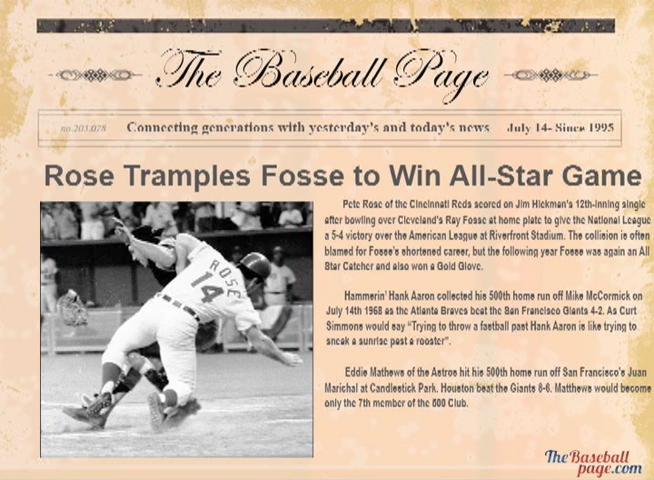 The Baseball Page
no.203.078 Connecting generations with yesterday's and today's news July 14- Since 1995
Rose Tramples Fosse to Win All-Star Game
Pete Rose of the Cincinnati Reds scored on Jim Hickman's 12th-inning single
after bowling over Cleveland's Ray Fosse at home plate to give the National League
a 5-4 victory over the American League at Riverfront Stadium. The collision is often
blamed for Fosse's shortened career, but the following year Fosse was again an All
Star Catcher and also won a Gold Glove.
Hammerin' Hank Aaron collected his 500th home run off Mike McCormick on
July 14th 1968 as the Atlanta Braves beat the San Francisco Giants 4-2. As Curt
Simmons would say "Trying to throw a fastball past Hank Aaron is like trying to
sneak a sunrise past a rooster".
Eddie Mathews of the Astros hit his 500th home run off San Francisco's Juan
Marichal at Candlestick Park. Houston beat the Giants 8-6. Matthews would become
only the 7th member of the 500 Club.
ROSE
14
TheBaseball
page.com